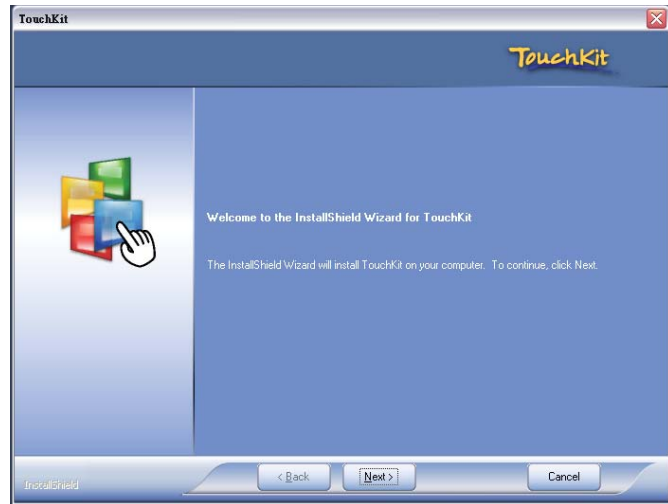 TouchKit
TouchKit
Welcome to the InstallShield Wizard for TouchKit
The InstallShield Wizard will install TouchKit on your computer. To continue, click Next.
InstallShield
< Back
Next >
Cancel